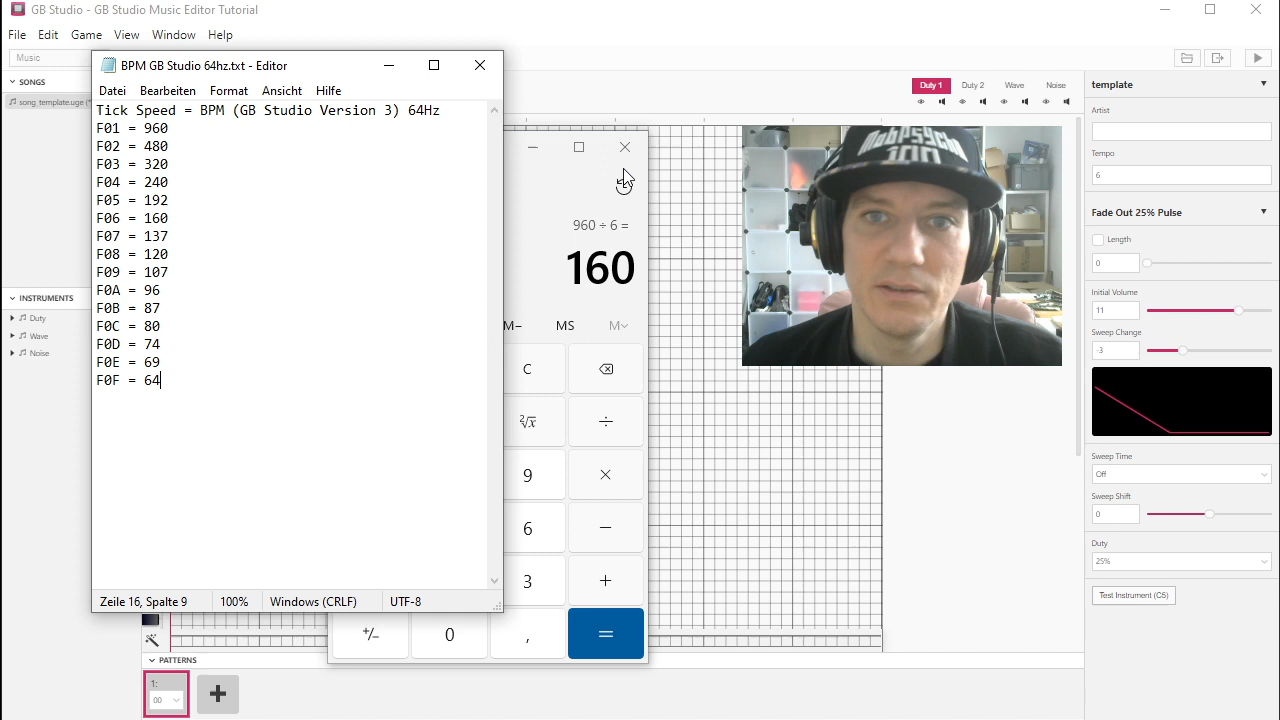 GB Studio - GB Studio Music Editor Tutorial
File Edit Game View Window Help
Music
SONGS
song_template.uge (*
INSTRUMENTS
Duty
Wave
Noise
BPM GB Studio 64hz.txt - Editor
Datei Bearbeiten Format Ansicht Hilfe
Tick Speed = BPM (GB Studio Version 3) 64Hz
F01 = 960
F02 = 480
F03 = 320
F04 = 240
F05 = 192
F06 = 160
F07 = 137
F08 = 120
F09 = 107
F0A = 96
F0B = 87
F0C = 80
F0D = 74
F0E = 69
F0F = 64
Zeile 16, Spalte 9 100% Windows (CRLF) UTF-8
960 ÷ 6 =
160
M− MS M
C
²√x ÷
9 ×
6 −
3 +
+/− 0 , =
Duty 1 Duty 2 Wave Noise
MobPsycho
100
template
Artist
Tempo
6
Fade Out 25% Pulse
Length
0
Initial Volume
11
Sweep Change
-3
Sweep Time
Off
Sweep Shift
0
Duty
25%
Test Instrument (C5)
PATTERNS
1:
00